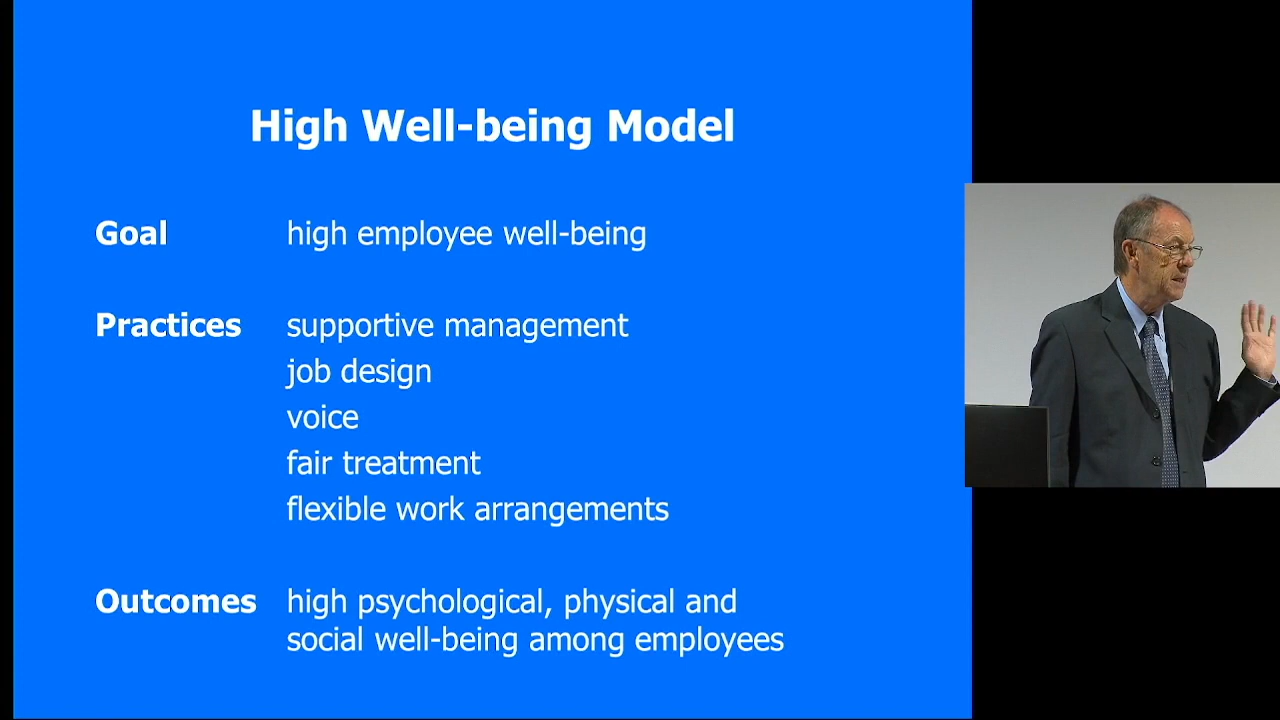 High Well-being Model
Goal high employee well-being
Practices supportive management
job design
voice
fair treatment
flexible work arrangements
Outcomes high psychological, physical and
social well-being among employees